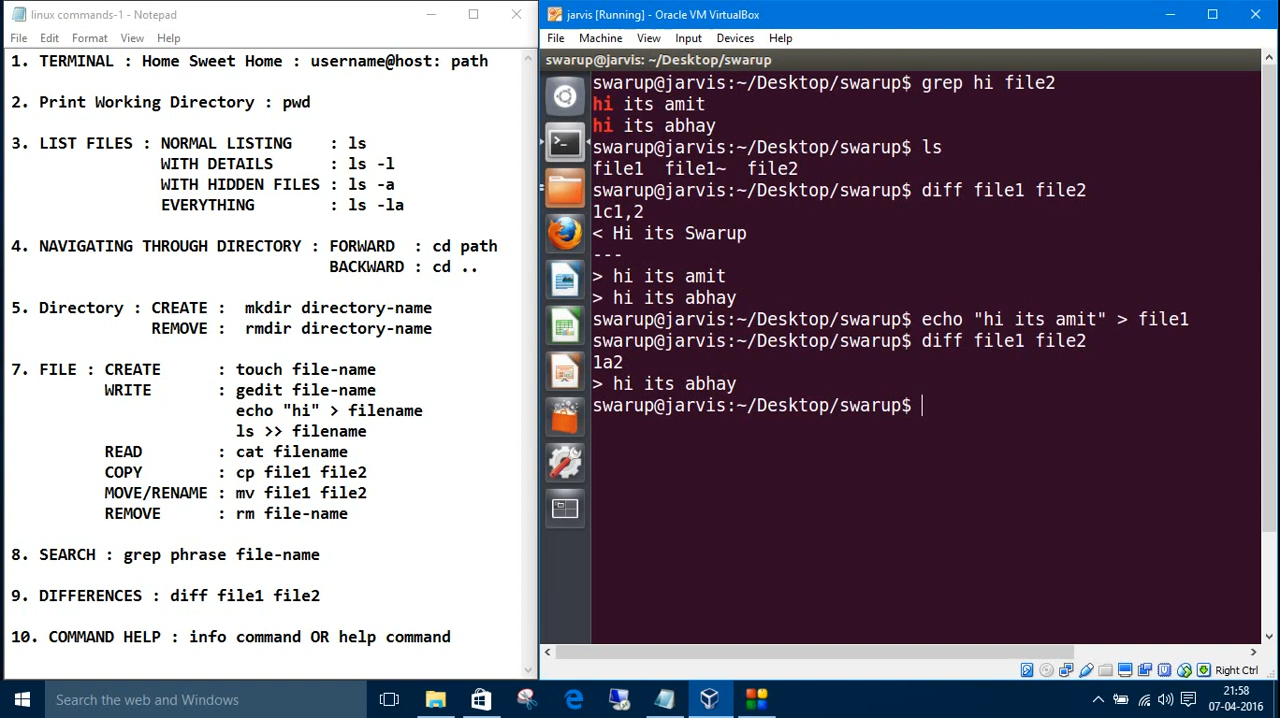 linux commands-1 - Notepad
File Edit Format View Help
1. TERMINAL : Home Sweet Home : username@host: path
2. Print Working Directory : pwd
3. LIST FILES : NORMAL LISTING : ls
WITH DETAILS : ls -l
WITH HIDDEN FILES : ls -a
EVERYTHING : ls -la
4. NAVIGATING THROUGH DIRECTORY : FORWARD : cd path
BACKWARD : cd ..
5. Directory : CREATE : mkdir directory-name
REMOVE : rmdir directory-name
7. FILE : CREATE : touch file-name
WRITE : gedit file-name
echo "hi" > filename
ls >> filename
READ : cat filename
COPY : cp file1 file2
MOVE/RENAME : mv file1 file2
REMOVE : rm file-name
8. SEARCH : grep phrase file-name
9. DIFFERENCES : diff file1 file2
10. COMMAND HELP : info command OR help command
jarvis [Running] - Oracle VM VirtualBox
File Machine View Input Devices Help
swarup@jarvis: ~/Desktop/swarup
swarup@jarvis:~/Desktop/swarup$ grep hi file2
hi its amit
hi its abhay
swarup@jarvis:~/Desktop/swarup$ ls
file1 file1~ file2
swarup@jarvis:~/Desktop/swarup$ diff file1 file2
1c1,2
< Hi its Swarup
---
> hi its amit
> hi its abhay
swarup@jarvis:~/Desktop/swarup$ echo "hi its amit" > file1
swarup@jarvis:~/Desktop/swarup$ diff file1 file2
1a2
> hi its abhay
swarup@jarvis:~/Desktop/swarup$
Right Ctrl
Search the web and Windows
21:58
07-04-2016